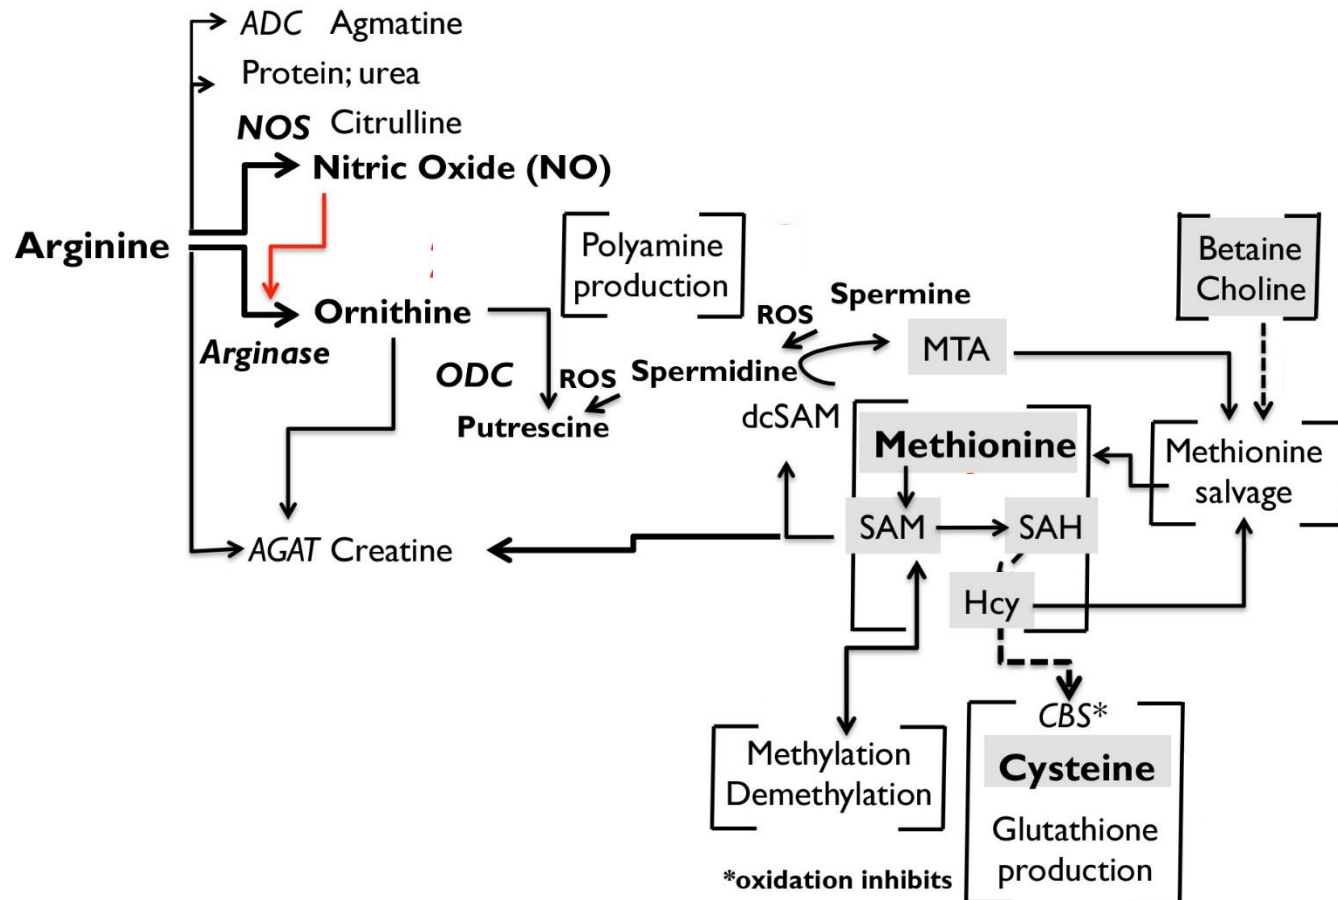 ADC Agmatine
Protein; urea
NOS Citrulline
Nitric Oxide (NO)
Arginine
Ornithine
Arginase
Polyamine
production
Betaine
Choline
Spermine
ROS
MTA
ODC
ROS
Spermidine
Putrescine
dcSAM
Methionine
Methionine
salvage
SAM
SAH
AGAT Creatine
Hcy
CBS*
Cysteine
Methylation
Demethylation
Glutathione
production
*oxidation inhibits